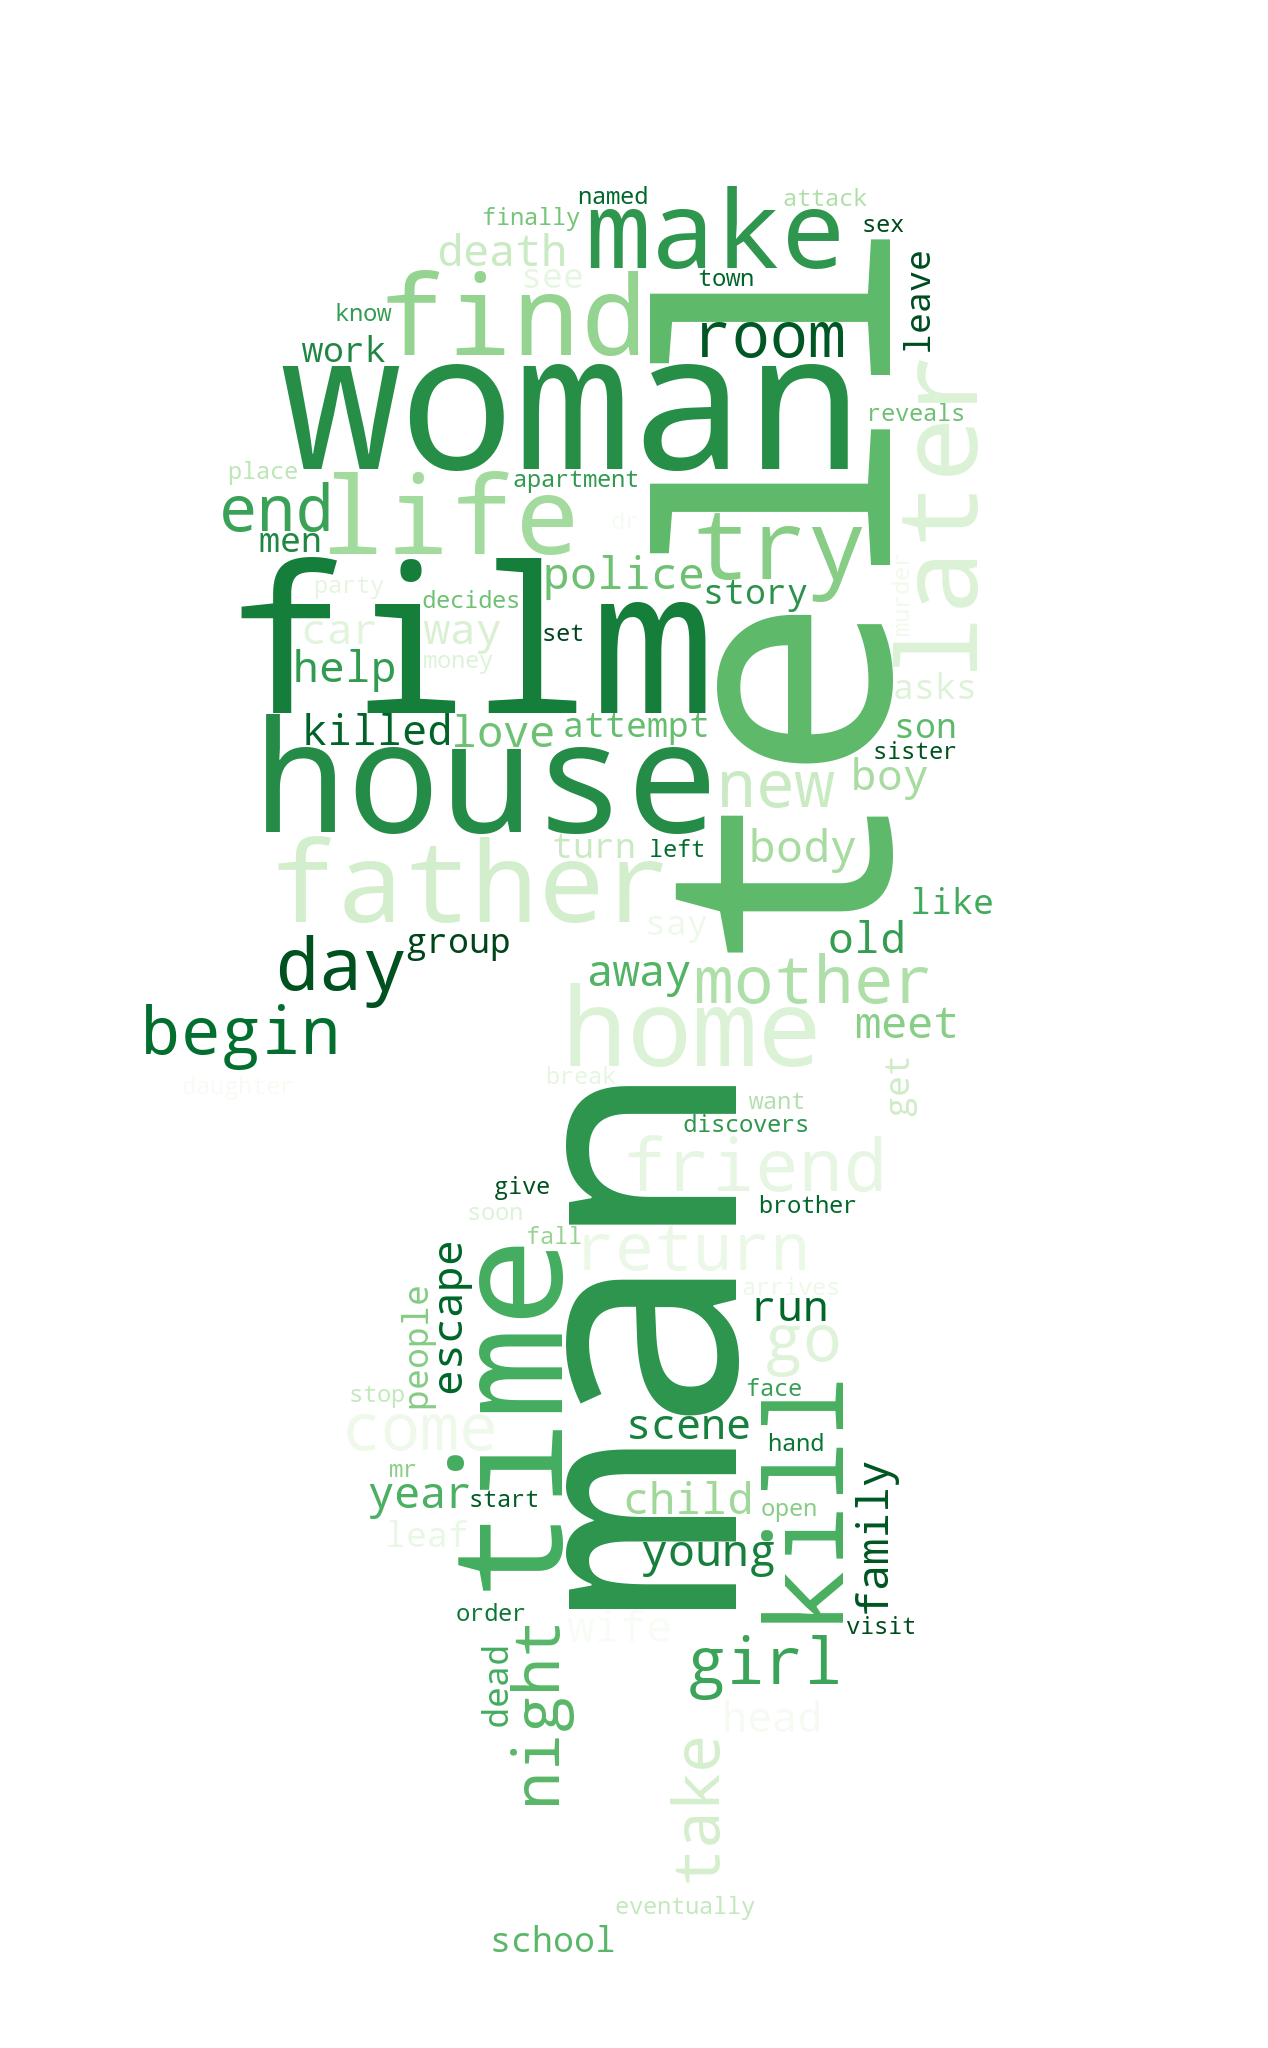 named
attack
finally
make
sex
death
see
town
leave
find
know
room
work
tell
woman
later
reveals
place
apartment
life
end
dr
try
men
police
murder
party
decides
story
film
car
way
set
help
money
asks
killed
love
attempt
son
sister
house
new
boy
father
turn
left
body
like
say
day
group
old
away
mother
begin
home
meet
daughter
break
get
want
discovers
man
friend
give
brother
soon
fall
return
escape
time
people
arrives
run
go
stop
face
come
scene
kill
hand
mr
year
start
child
open
family
leaf
young
order
wife
visit
dead
night
girl
head
take
eventually
school